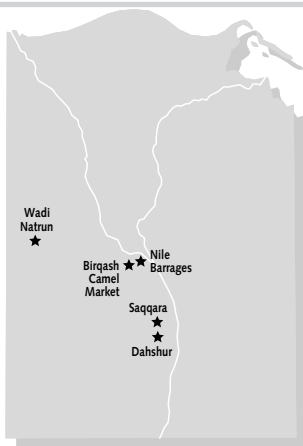 Wadi
Natrun
Nile
Barrages
Birqash
Camel
Market
Saqqara
Dahshur